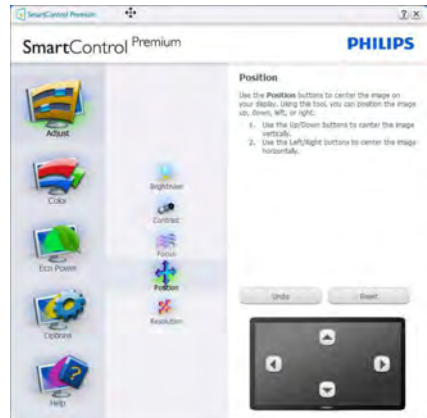 SmartControl Premium
SmartControl Premium
PHILIPS
Position
Use the Position buttons to center the image on
your display. Using the tool, you can position the image
up, down, left, or right.
1. Use the Up/Down buttons to center the image
vertically.
2. Use the Left/Right buttons to center the image
horizontally.
Adjust
Color
Eco Power
Options
Help
Brightness
Contrast
Focus
Position
Resolution
Undo
Reset